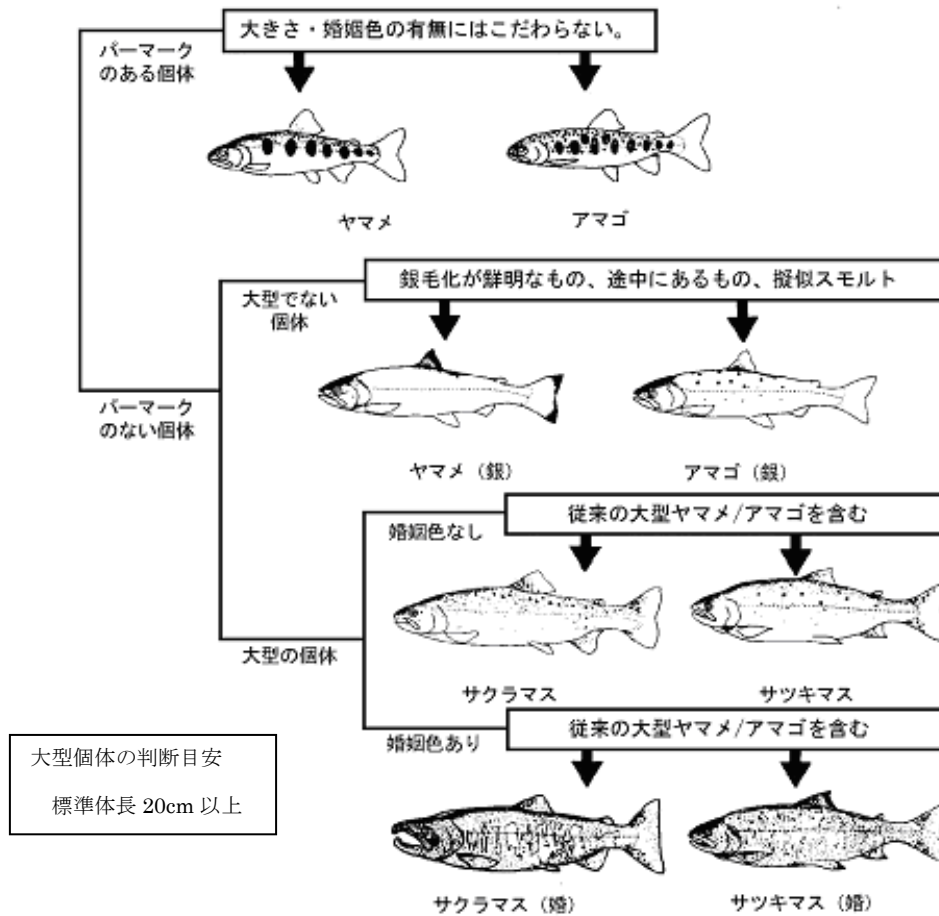 大きさ・婚姻色の有無にはこだわらない。
パーマーク
のある個体
ヤマメ
アマゴ
銀毛化が鮮明なもの、途中にあるもの、擬似スモルト
大型でない
個体
パーマーク
のない個体
ヤマメ（銀）
アマゴ（銀）
従来の大型ヤマメ/アマゴを含む
婚姻色なし
大型の個体
サクラマス
サツキマス
従来の大型ヤマメ/アマゴを含む
婚姻色あり
大型個体の判断目安
標準体長 20cm 以上
サクラマス（婚）
サツキマス（婚）